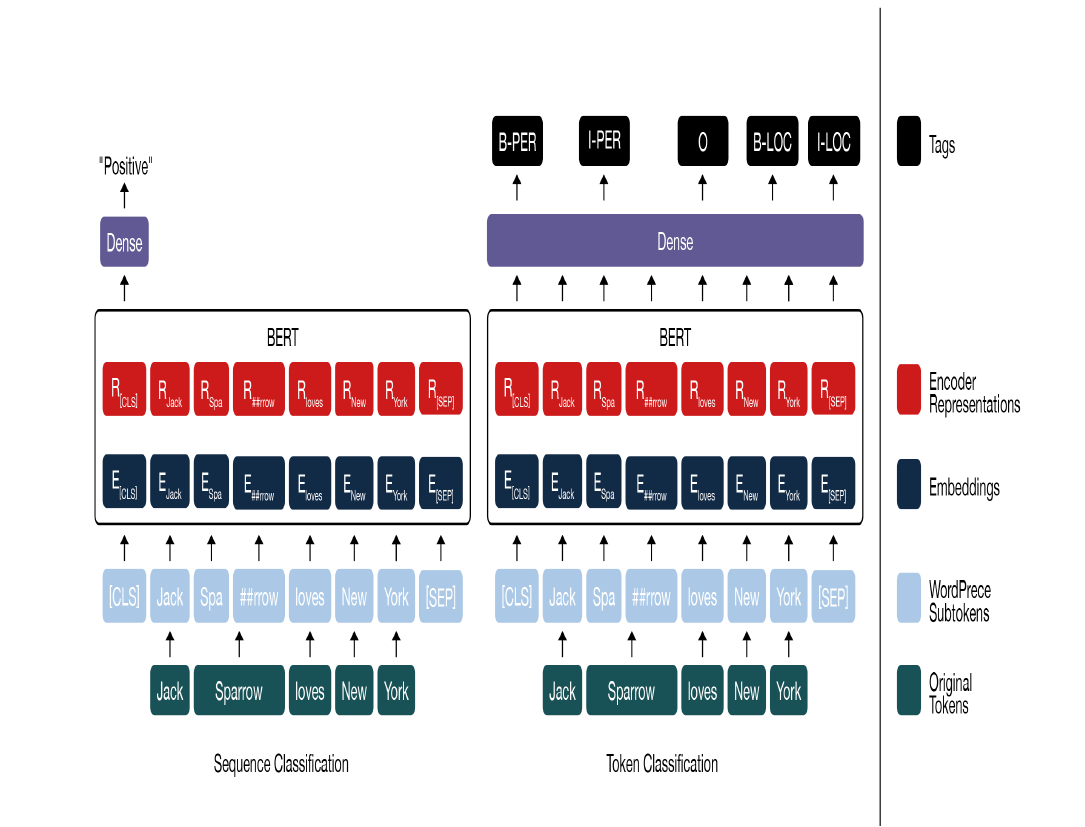 B-PER I-PER O B-LOC I-LOC
Tags
"Positive"
Dense
Dense
BERT
BERT
R[CLS] RJack RSpa R##rrow Rloves RNew RYork R[SEP]
R[CLS] RJack RSpa R##rrow Rloves RNew RYork R[SEP]
Encoder
Representations
E[CLS] EJack ESpa E##rrow Eloves ENew EYork E[SEP]
E[CLS] EJack ESpa E##rrow Eloves ENew EYork E[SEP]
Embeddings
[CLS] Jack Spa ##rrow loves New York [SEP]
[CLS] Jack Spa ##rrow loves New York [SEP]
WordPrece
Subtokens
Jack Sparrow loves New York
Jack Sparrow loves New York
Original
Tokens
Sequence Classification
Token Classification